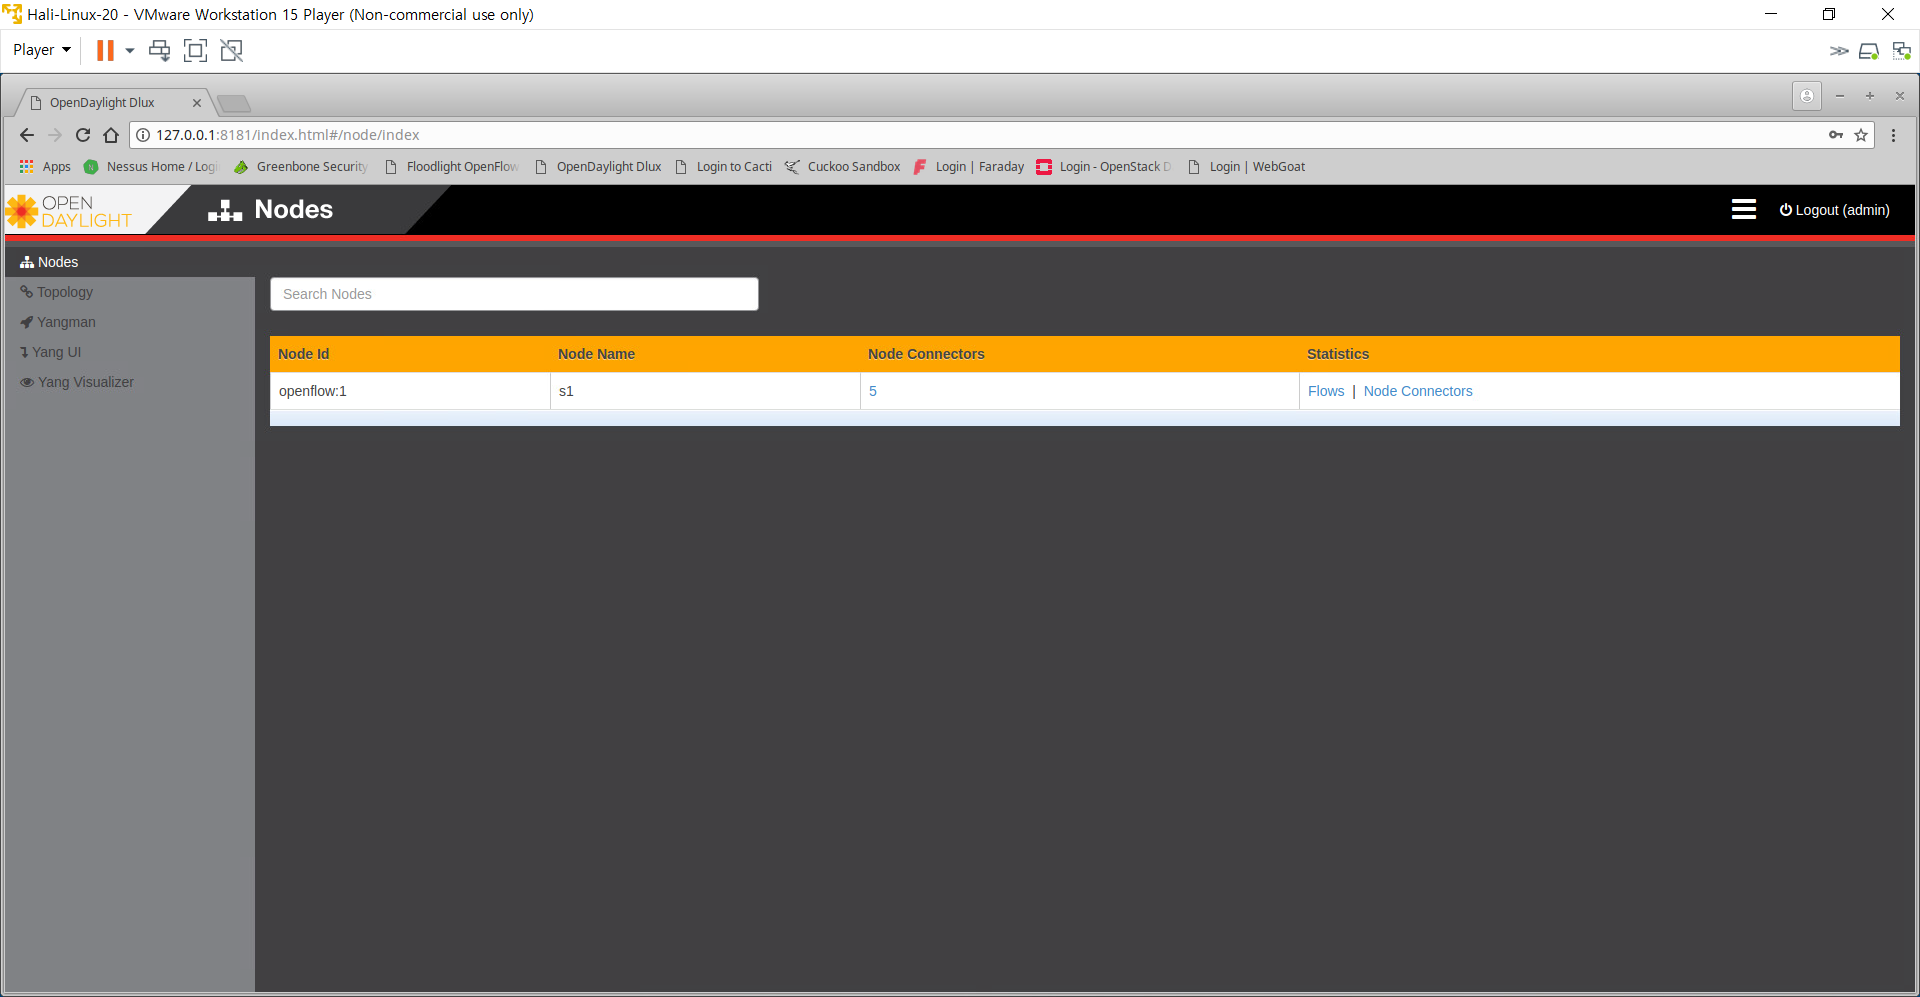 Hali-Linux-20 - VMware Workstation 15 Player (Non-commercial use only)
Player
OpenDaylight Dlux
127.0.0.1:8181/index.html#/node/index
Apps Nessus Home / Logi Greenbone Security Floodlight OpenFlow OpenDaylight Dlux Login to Cacti Cuckoo Sandbox Login | Faraday Login - OpenStack D Login | WebGoat
OPEN DAYLIGHT
Nodes
Logout (admin)
Nodes
Topology
Yangman
Yang UI
Yang Visualizer
Search Nodes
Node Id Node Name Node Connectors Statistics
openflow:1 s1 5 Flows | Node Connectors